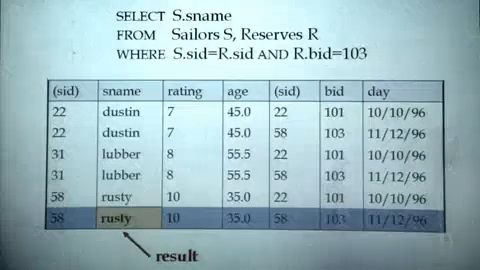 SELECT S.sname
FROM Sailors S, Reserves R
WHERE S.sid=R.sid AND R.bid=103
(sid) sname rating age (sid) bid day
22 dustin 7 45.0 22 101 10/10/96
22 dustin 7 45.0 58 103 11/12/96
31 lubber 8 55.5 22 101 10/10/96
31 lubber 8 55.5 58 103 11/12/96
58 rusty 10 35.0 22 101 10/10/96
58 rusty 10 35.0 58 103 11/12/96
result